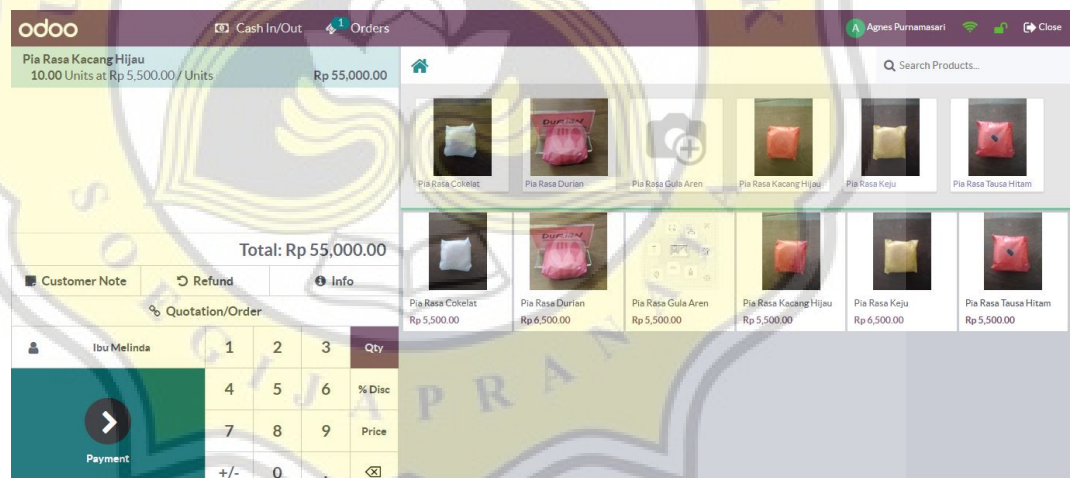 odoo
Cash In/Out
1
Orders
A
Agnes Purnamasari
Close
Pia Rasa Kacang Hijau
10.00 Units at Rp 5,500.00 / Units
Rp 55,000.00
Search Products...
DURIAN
Pia Rasa Cokelat
Pia Rasa Durian
Pia Rasa Gula Aren
Pia Rasa Kacang Hijau
Pia Rasa Keju
Pia Rasa Tausa Hitam
DURIAN
Pia Rasa Cokelat
Rp 5,500.00
Pia Rasa Durian
Rp 6,500.00
Pia Rasa Gula Aren
Rp 5,500.00
Pia Rasa Kacang Hijau
Rp 5,500.00
Pia Rasa Keju
Rp 6,500.00
Pia Rasa Tausa Hitam
Rp 5,500.00
Total: Rp 55,000.00
Customer Note
Refund
Info
Quotation/Order
Ibu Melinda
1
2
3
Qty
4
5
6
% Disc
7
8
9
Price
Payment
+/-
0
.
SOEGIJAPRANATA
K